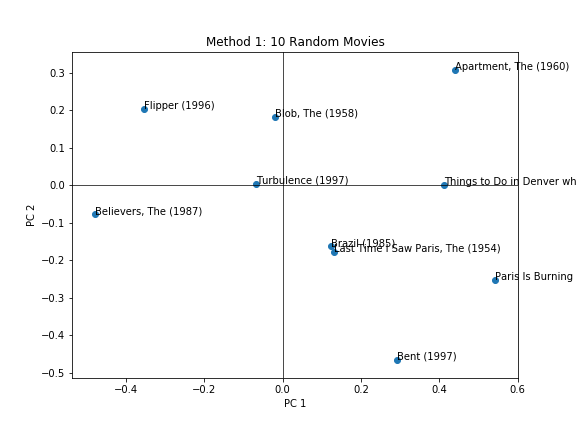 Method 1: 10 Random Movies
Apartment, The (1960)
Flipper (1996)
Blob, The (1958)
Turbulence (1997)
Things to Do in Denver wh
Believers, The (1987)
Brazil (1985)
Last Time I Saw Paris, The (1954)
Paris Is Burning
Bent (1997)
PC 2
0.3
0.2
0.1
0.0
−0.1
−0.2
−0.3
−0.4
−0.5
−0.4
−0.2
0.0
0.2
0.4
0.6
PC 1